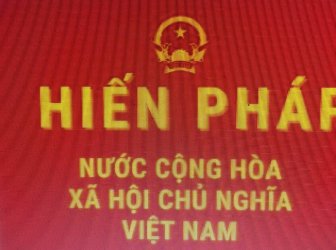 HIẾN PHÁP
NƯỚC CỘNG HÒA
XÃ HỘI CHỦ NGHĨA
VIỆT NAM